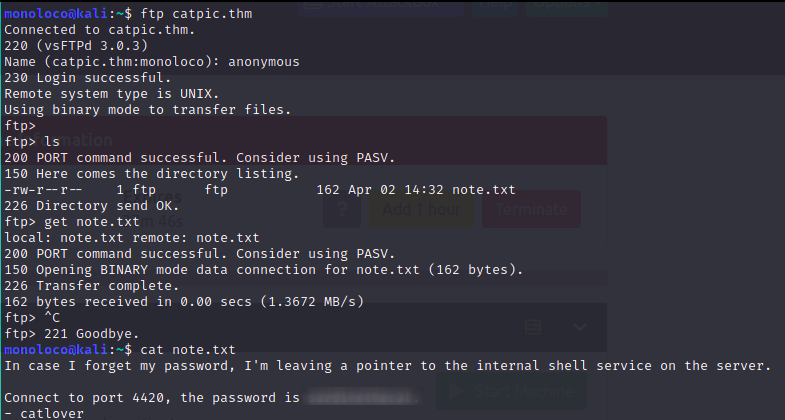 monoloco@kali:~$ ftp catpic.thm
Connected to catpic.thm.
220 (vsFTPd 3.0.3)
Name (catpic.thm:monoloco): anonymous
230 Login successful.
Remote system type is UNIX.
Using binary mode to transfer files.
ftp>
ftp> ls
200 PORT command successful. Consider using PASV.
150 Here comes the directory listing.
-rw-r--r--    1 ftp      ftp           162 Apr 02 14:32 note.txt
226 Directory send OK.
ftp> get note.txt
local: note.txt remote: note.txt
200 PORT command successful. Consider using PASV.
150 Opening BINARY mode data connection for note.txt (162 bytes).
226 Transfer complete.
162 bytes received in 0.00 secs (1.3672 MB/s)
ftp> ^C
ftp> 221 Goodbye.
monoloco@kali:~$ cat note.txt
In case I forget my password, I'm leaving a pointer to the internal shell service on the server.

Connect to port 4420, the password is
- catlover
Add 1 hour
Terminate
?
Start Machine